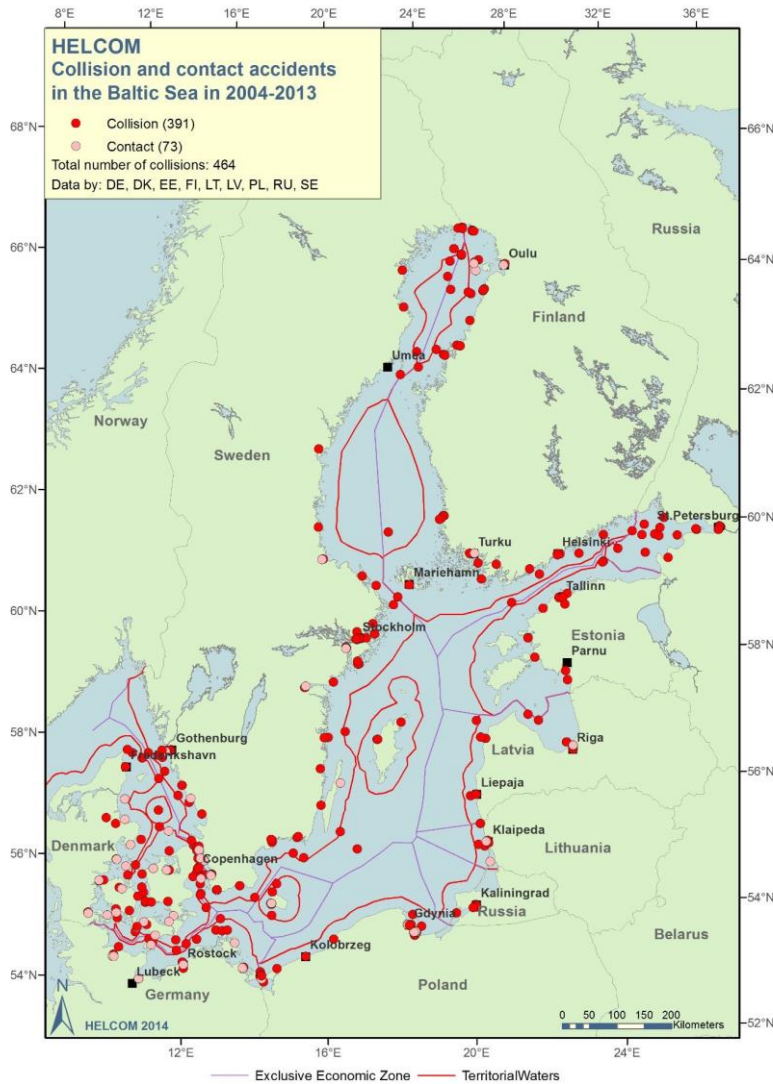 8°E 12°E 16°E 20°E 24°E 28°E 32°E 36°E
HELCOM
Collision and contact accidents
in the Baltic Sea in 2004-2013
Collision (391)
Contact (73)
Total number of collisions: 464
Data by: DE, DK, EE, FI, LT, LV, PL, RU, SE
68°N
66°N
66°N
Russia
Oulu
64°N
Finland
64°N
Umea
62°N
Norway
Sweden
62°N
St.Petersburg
60°N
Turku
Helsinki
Mariehamn
Tallinn
60°N
Stockholm
Estonia
58°N
Parnu
58°N
Gothenburg
Frederikshavn
Riga
Latvia
56°N
Liepaja
Denmark
Klaipeda
Lithuania
56°N
Copenhagen
Kaliningrad
54°N
Russia
Gdynia
Belarus
Rostock
Kolobrzeg
54°N
Lubeck
Poland
Germany
N
HELCOM 2014
0 50 100 150 200
Kilometers
52°N
12°E 16°E 20°E 24°E
Exclusive Economic Zone
TerritorialWaters